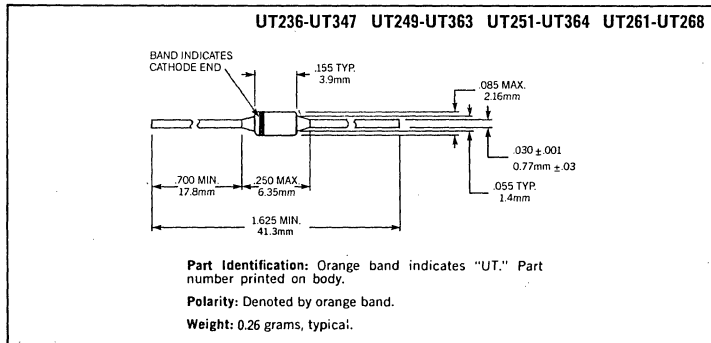 UT236-UT347 UT249-UT363 UT251-UT364 UT261-UT268
BAND INDICATES
CATHODE END
.155 TYP.
3.9mm
.085 MAX.
2.16mm
.030 ±.001
0.77mm ±.03
.055 TYP.
1.4mm
.700 MIN.
17.8mm
.250 MAX.
6.35mm
1.625 MIN.
41.3mm
Part Identification: Orange band indicates "UT." Part
number printed on body.
Polarity: Denoted by orange band.
Weight: 0.26 grams, typical.